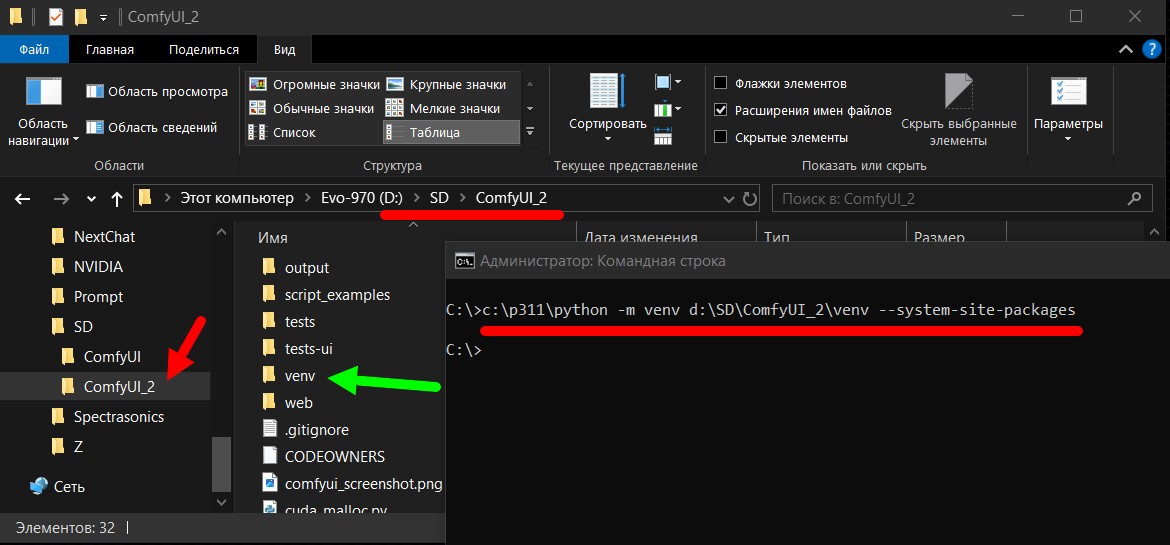 ComfyUI_2
Файл Главная Поделиться Вид
Область навигации
Область просмотра
Область сведений
Области
Огромные значки Крупные значки
Обычные значки Мелкие значки
Список Таблица
Структура
Сортировать
Текущее представление
Флажки элементов
Расширения имен файлов
Скрытые элементы
Скрыть выбранные элементы
Показать или скрыть
Параметры
Этот компьютер Evo-970 (D:) SD ComfyUI_2
Поиск в: ComfyUI_2
NextChat
NVIDIA
Prompt
SD
ComfyUI
ComfyUI_2
Spectrasonics
Z
Сеть
Имя Дата изменения Тип Размер
output
script_examples
tests
tests-ui
venv
web
.gitignore
CODEOWNERS
comfyui_screenshot.png
cuda_malloc.py
C:\. Администратор: Командная строка
C:\>c:\p311\python -m venv d:\SD\ComfyUI_2\venv --system-site-packages
C:\>
Элементов: 32